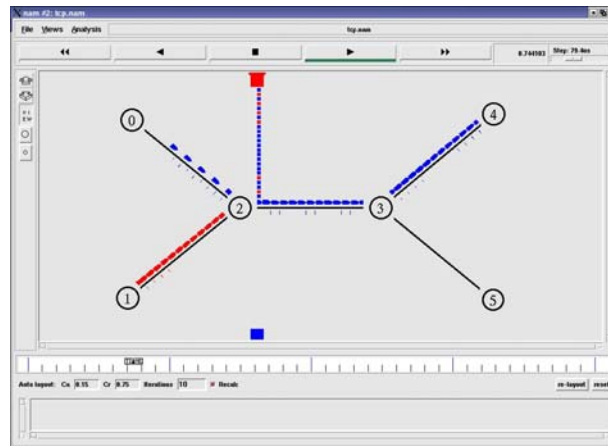 nam #2: tcp.nam
File Views Analysis
tcp.nam
0.744103
Step: 79.4ms
0
4
2
3
1
5
Auto layout: Ca 0.15 Cr 0.75 Iterations 10 Recalc
re-layout reset